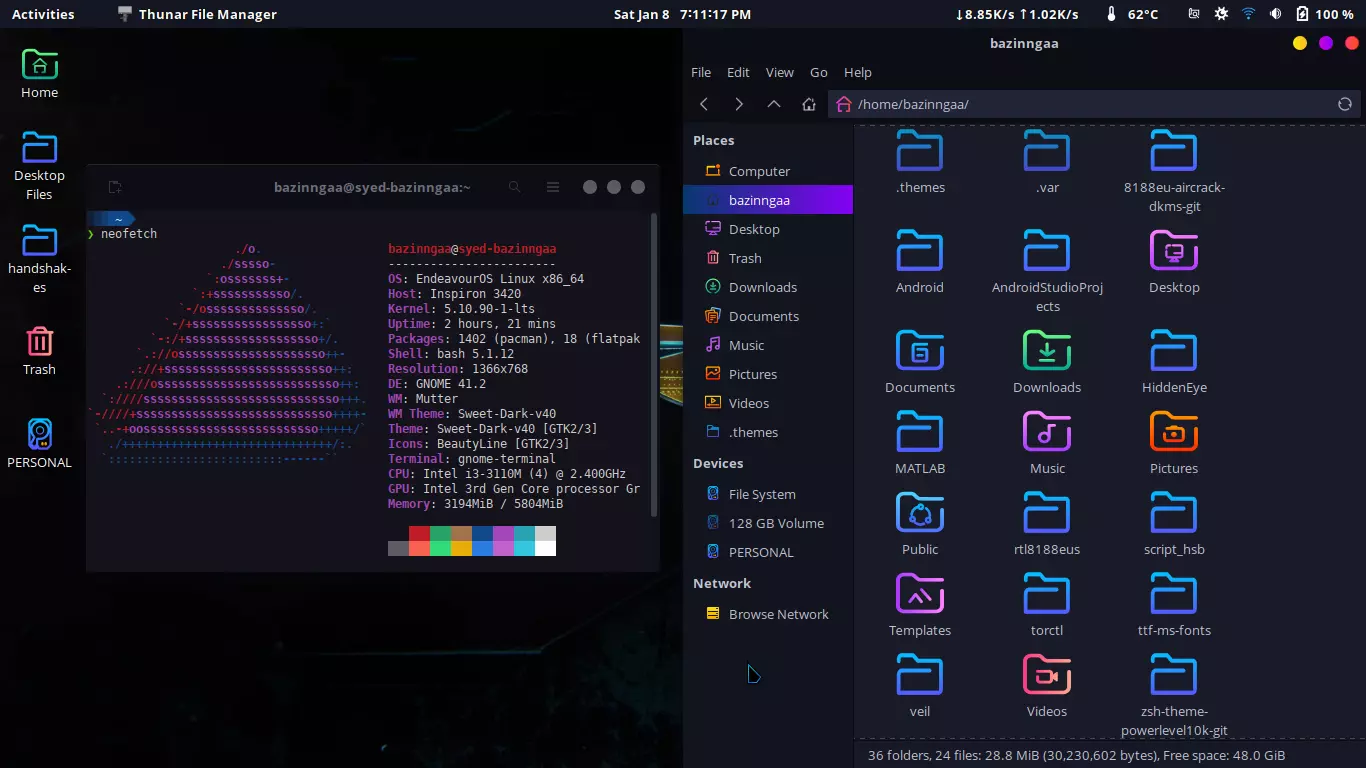 Activities
Thunar File Manager
Sat Jan 8 7:11:17 PM
↓8.85K/s ↑1.02K/s
62°C
100 %
Home
Desktop
Files
handshak-
es
Trash
PERSONAL
bazinngaa@syed-bazinngaa:~
~
❯ neofetch
bazinngaa@syed-bazinngaa
------------------------
OS: EndeavourOS Linux x86_64
Host: Inspiron 3420
Kernel: 5.10.90-1-lts
Uptime: 2 hours, 21 mins
Packages: 1402 (pacman), 18 (flatpak
Shell: bash 5.1.12
Resolution: 1366x768
DE: GNOME 41.2
WM: Mutter
WM Theme: Sweet-Dark-v40
Theme: Sweet-Dark-v40 [GTK2/3]
Icons: BeautyLine [GTK2/3]
Terminal: gnome-terminal
CPU: Intel i3-3110M (4) @ 2.400GHz
GPU: Intel 3rd Gen Core processor Gr
Memory: 3194MiB / 5804MiB
bazinngaa
File Edit View Go Help
/home/bazinngaa/
Places
Computer
bazinngaa
Desktop
Trash
Downloads
Documents
Music
Pictures
Videos
.themes
Devices
File System
128 GB Volume
PERSONAL
Network
Browse Network
.themes
.var
8188eu-aircrack-
dkms-git
Android
AndroidStudioProj
ects
Desktop
Documents
Downloads
HiddenEye
MATLAB
Music
Pictures
Public
rtl8188eus
script_hsb
Templates
torctl
ttf-ms-fonts
veil
Videos
zsh-theme-
powerlevel10k-git
36 folders, 24 files: 28.8 MiB (30,230,602 bytes), Free space: 48.0 GiB